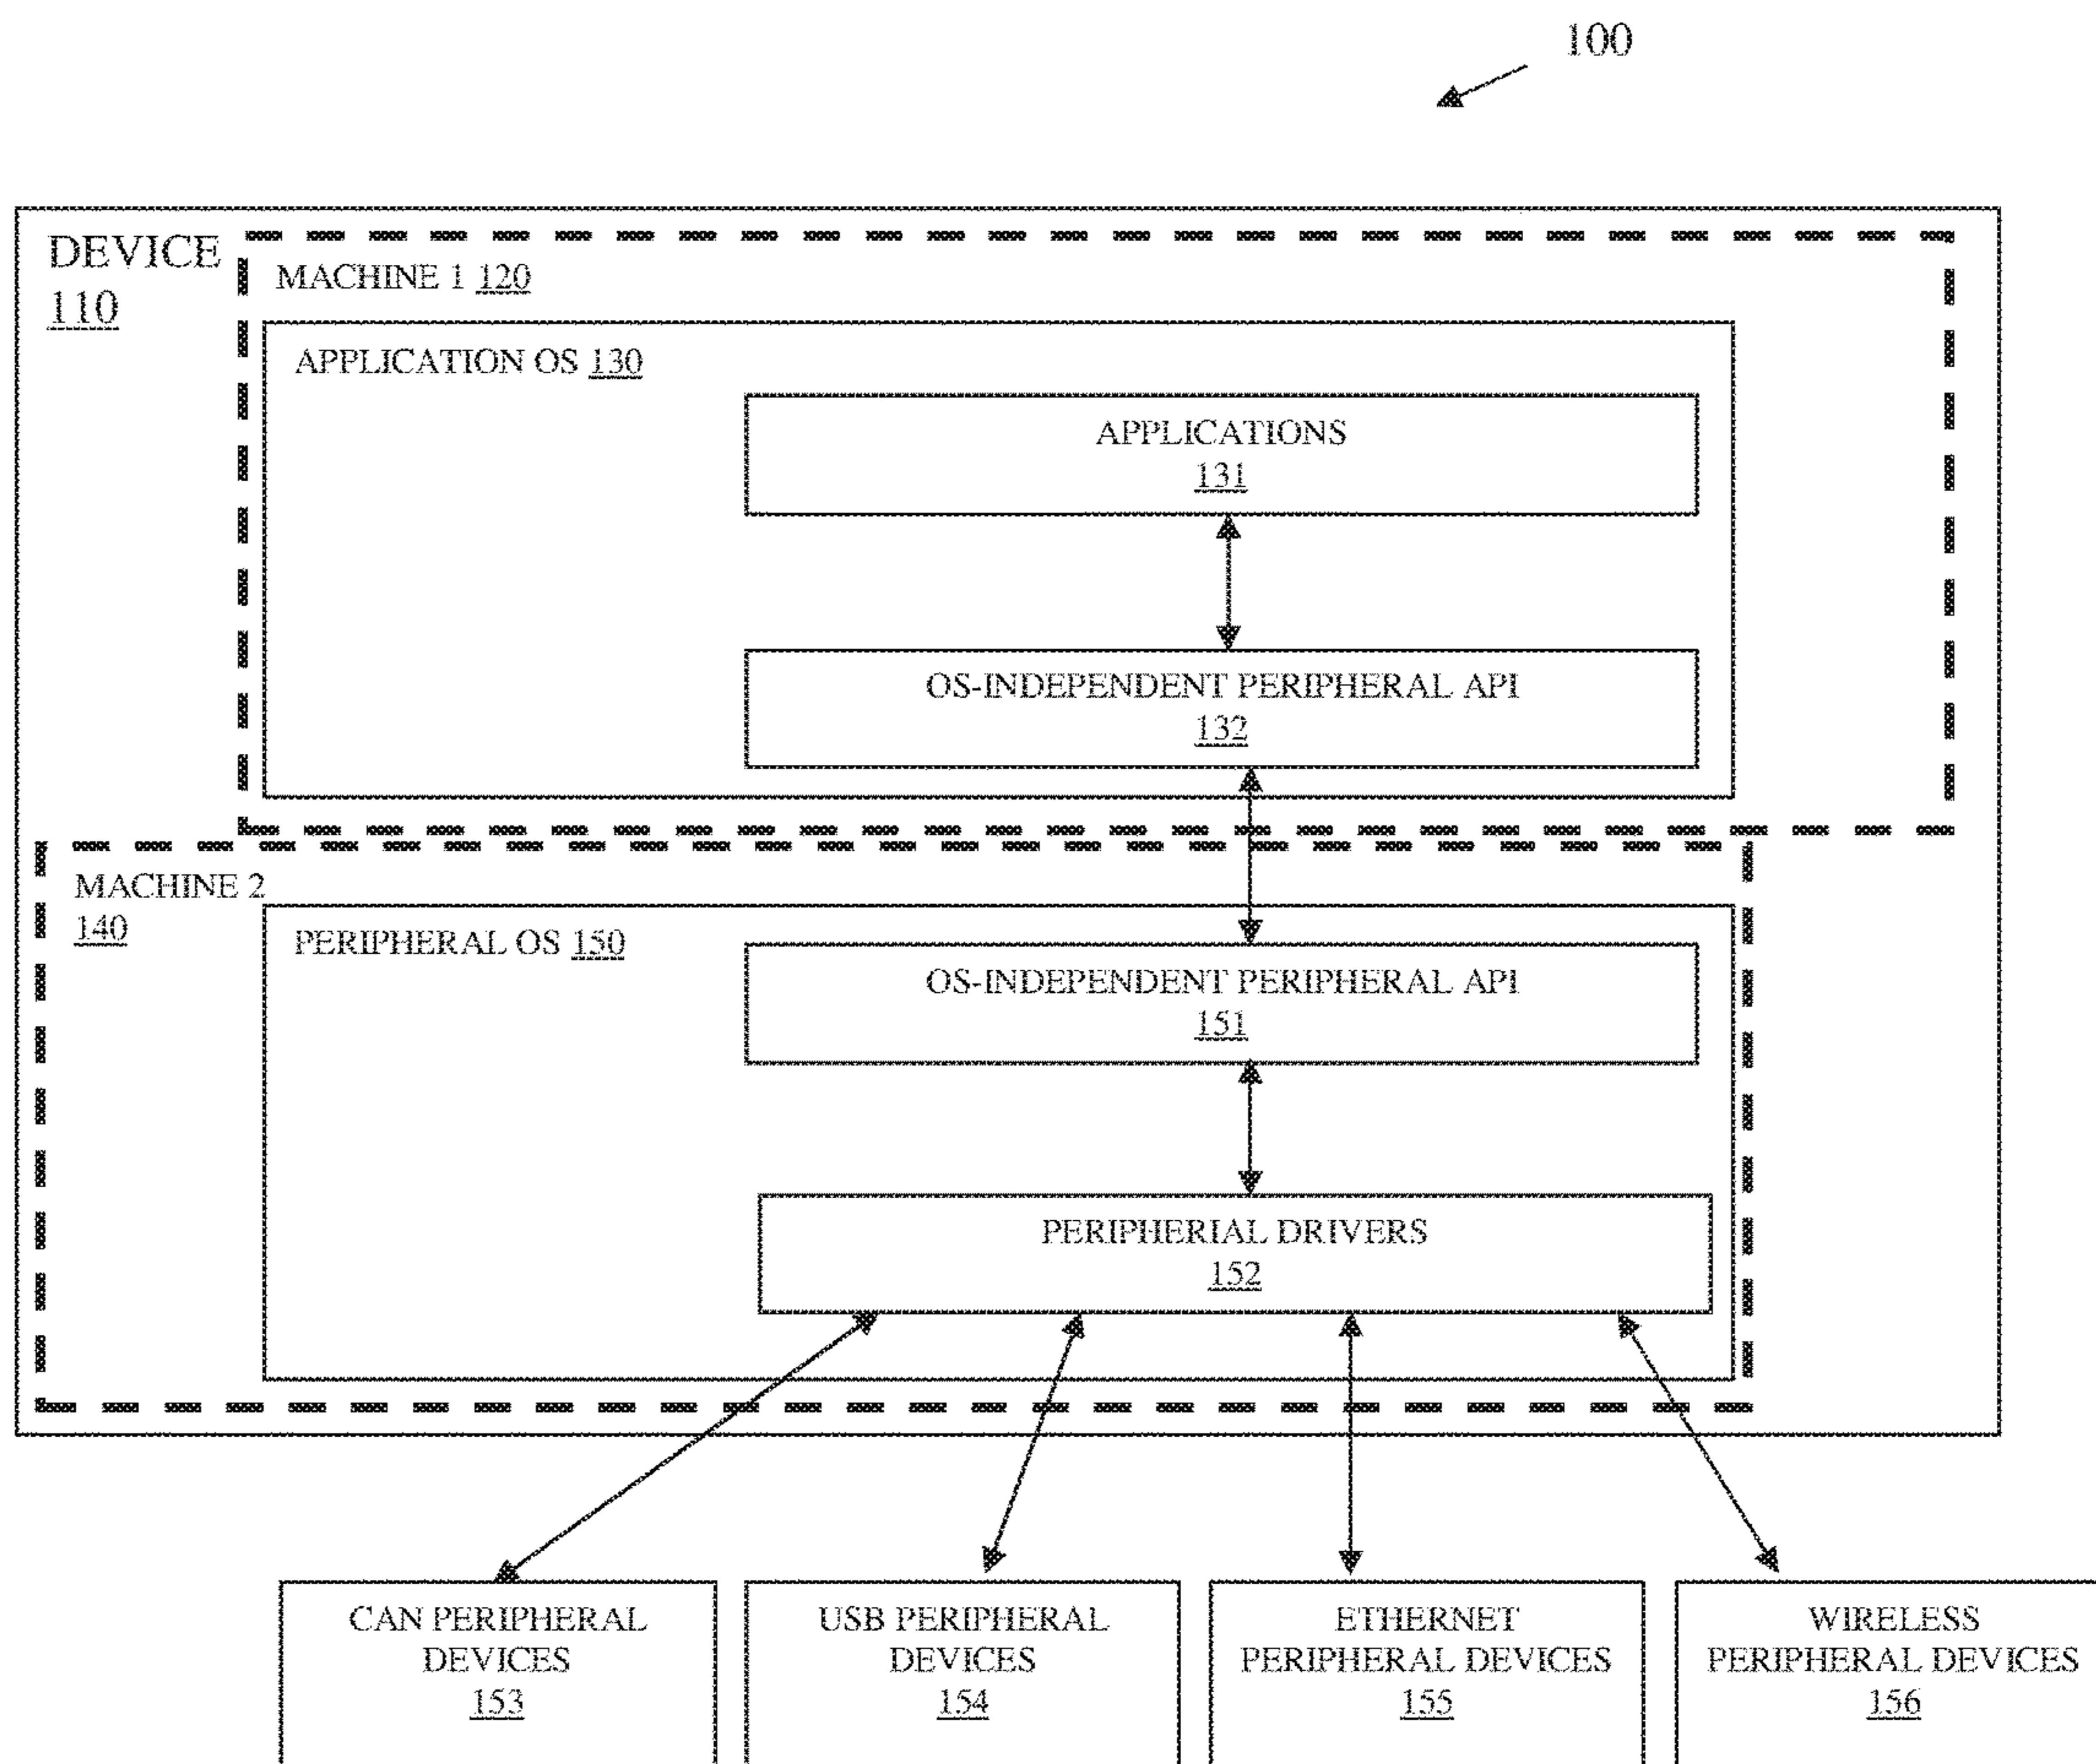 100
DEVICE
110
MACHINE 1 120
APPLICATION OS 130
APPLICATIONS
131
OS-INDEPENDENT PERIPHERAL API
132
MACHINE 2
140
PERIPHERAL OS 150
OS-INDEPENDENT PERIPHERAL API
151
PERIPHERIAL DRIVERS
152
CAN PERIPHERAL
DEVICES
153
USB PERIPHERAL
DEVICES
154
ETHERNET
PERIPHERAL DEVICES
155
WIRELESS
PERIPHERAL DEVICES
156